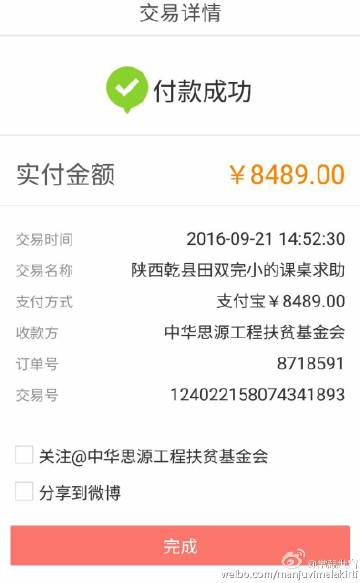 交易详情
付款成功
实付金额 ￥8489.00
交易时间 2016-09-21 14:52:30
交易名称 陕西乾县田双完小的课桌求助
支付方式 支付宝￥8489.00
收款方 中华思源工程扶贫基金会
订单号 8718591
交易号 124022158074341893
关注@中华思源工程扶贫基金会
分享到微博
完成
weibo.com/manjuvimalakirti